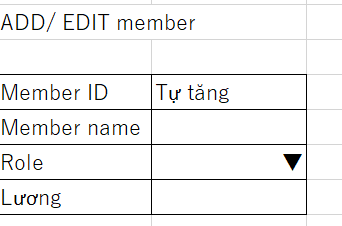 ADD/ EDIT member
Member ID Tự tăng
Member name
Role ▼
Lương